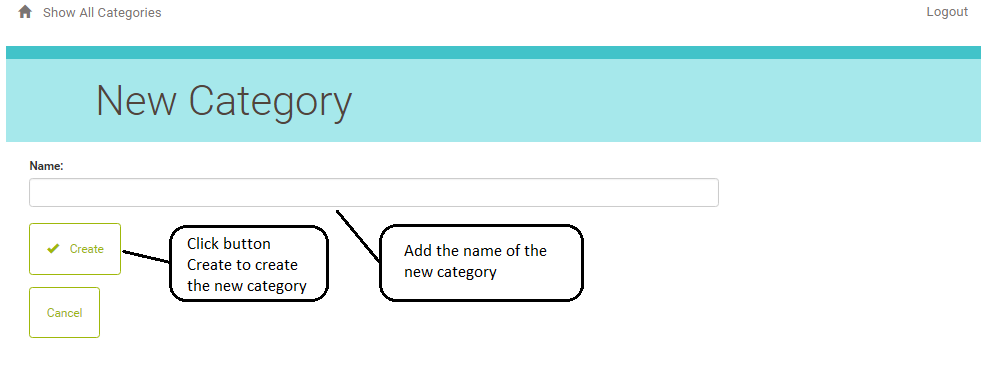 Show All Categories
Logout
New Category
Name:
Create
Click button
Create to create
the new category
Add the name of the
new category
Cancel